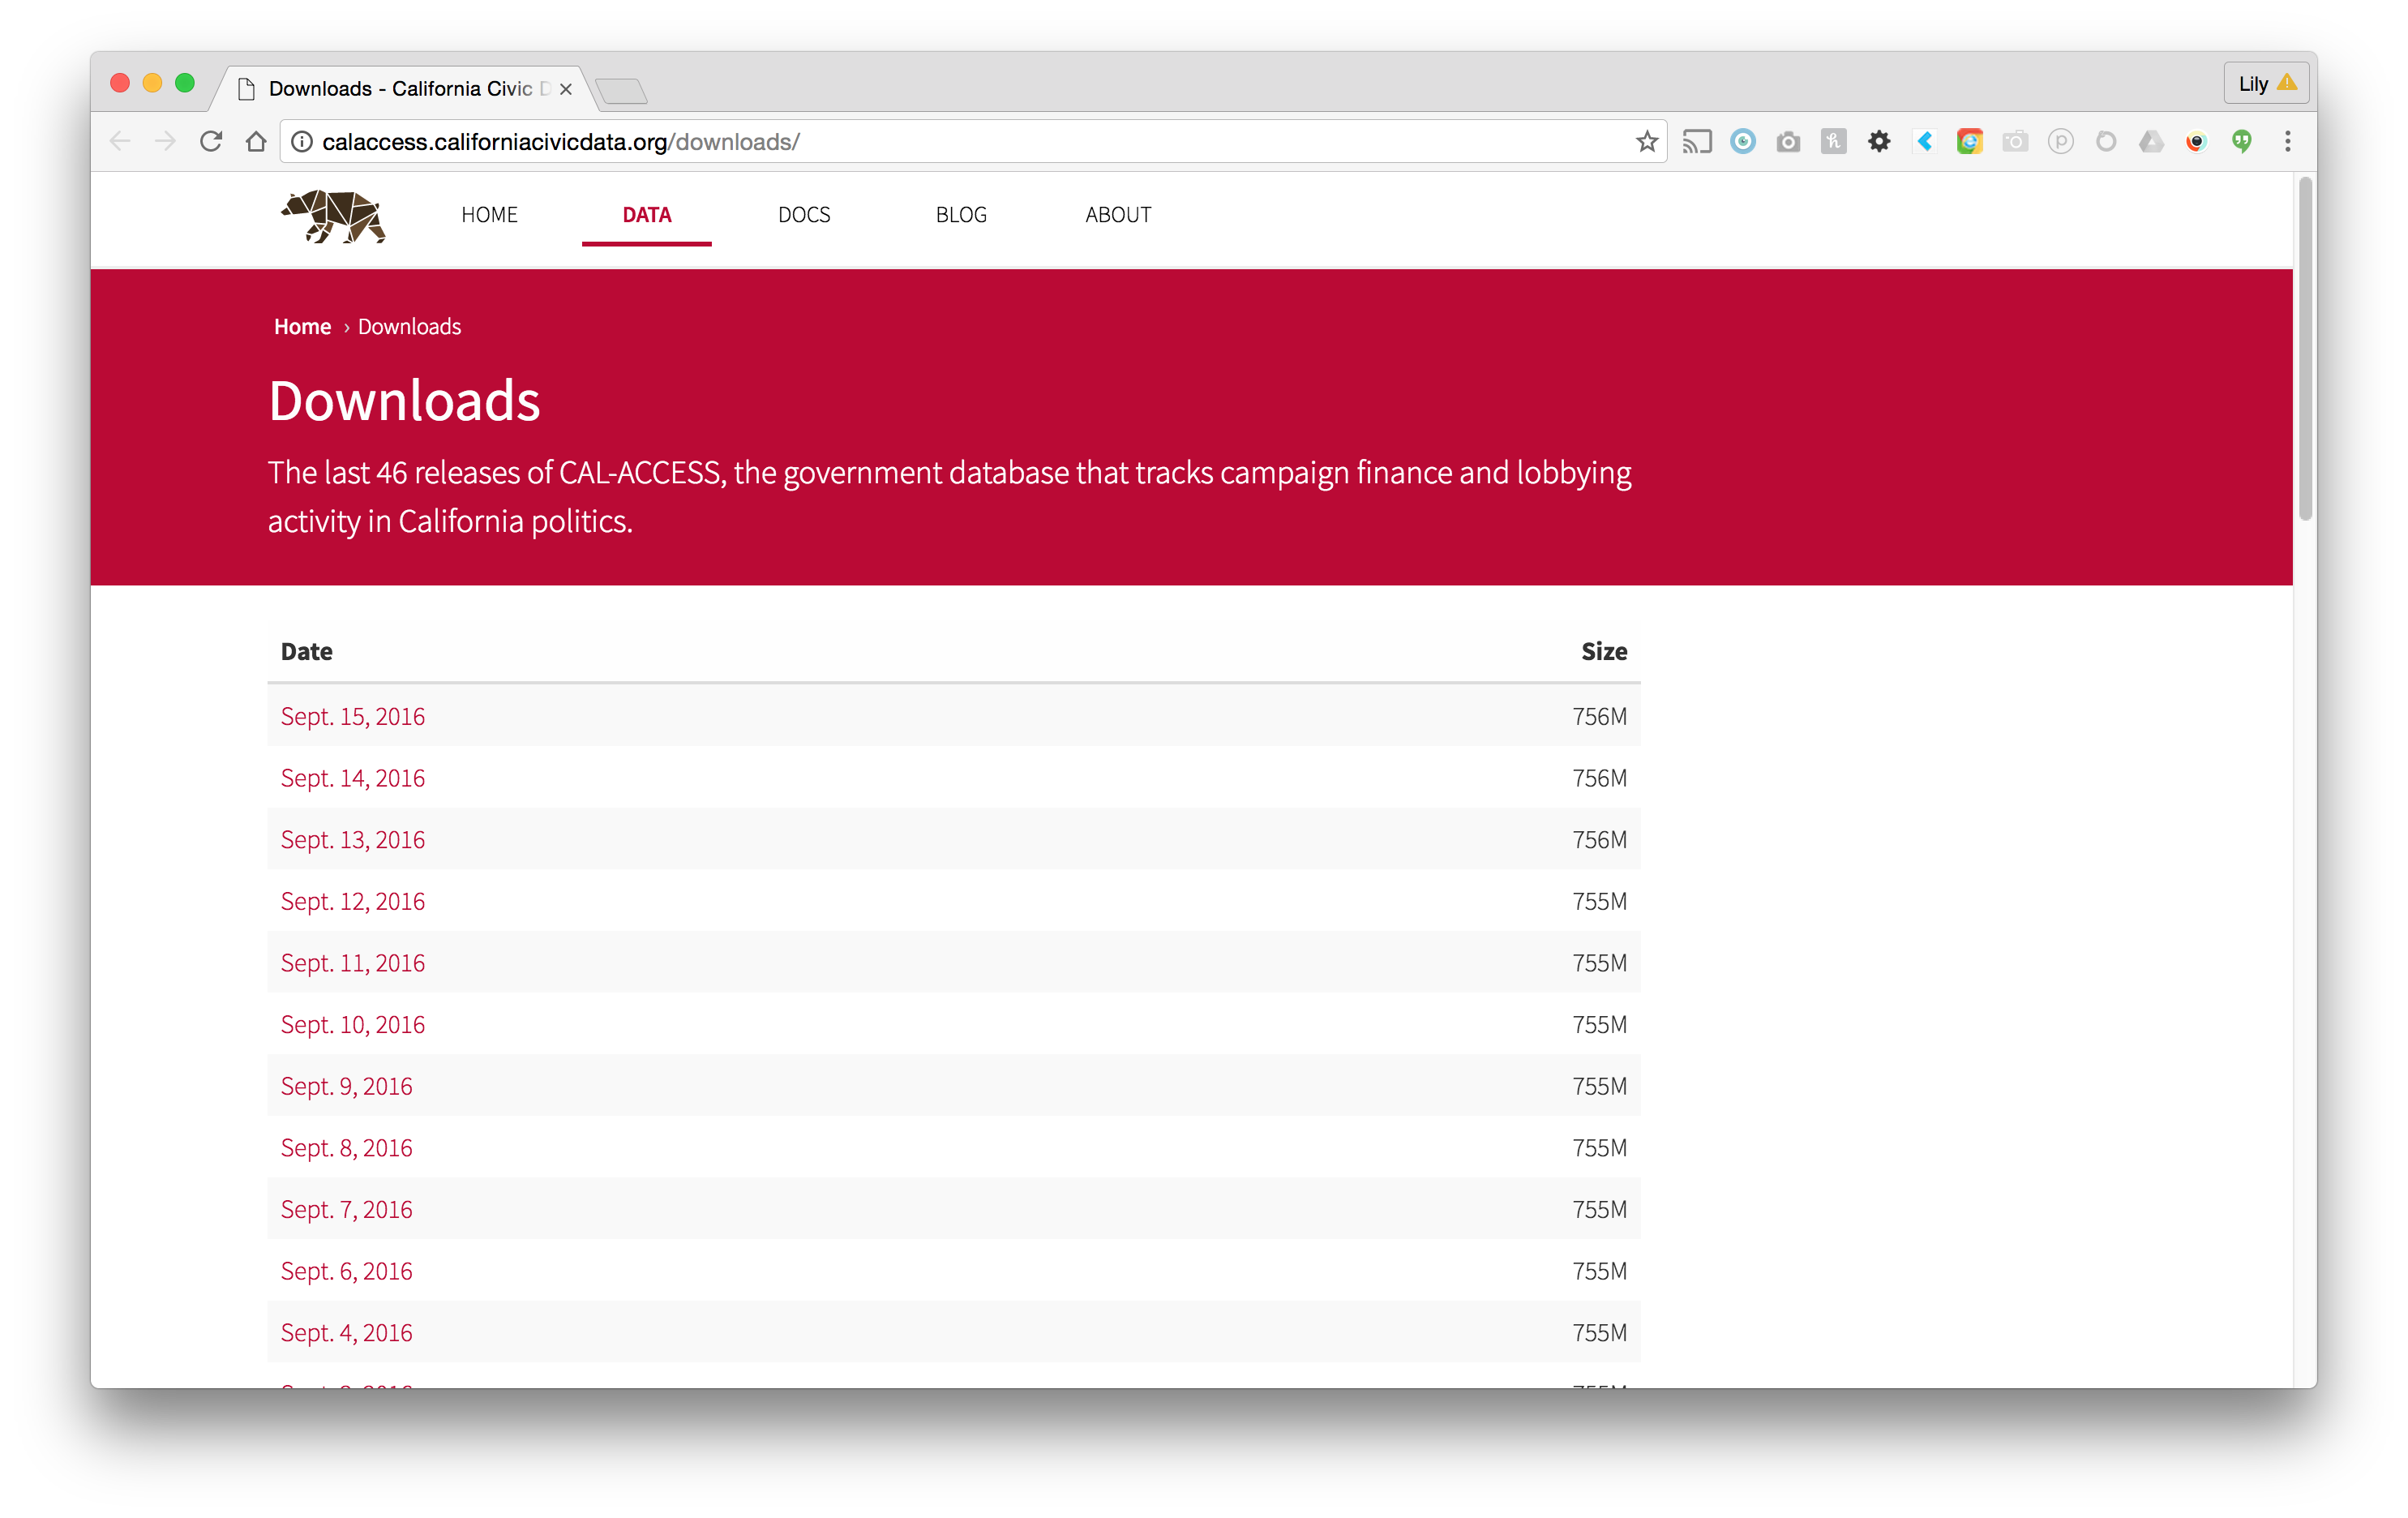 Downloads - California Civic D
Lily
calaccess.californiacivicdata.org/downloads/
HOME DATA DOCS BLOG ABOUT
Home › Downloads
Downloads
The last 46 releases of CAL-ACCESS, the government database that tracks campaign finance and lobbying
activity in California politics.
Date Size
Sept. 15, 2016 756M
Sept. 14, 2016 756M
Sept. 13, 2016 756M
Sept. 12, 2016 755M
Sept. 11, 2016 755M
Sept. 10, 2016 755M
Sept. 9, 2016 755M
Sept. 8, 2016 755M
Sept. 7, 2016 755M
Sept. 6, 2016 755M
Sept. 4, 2016 755M